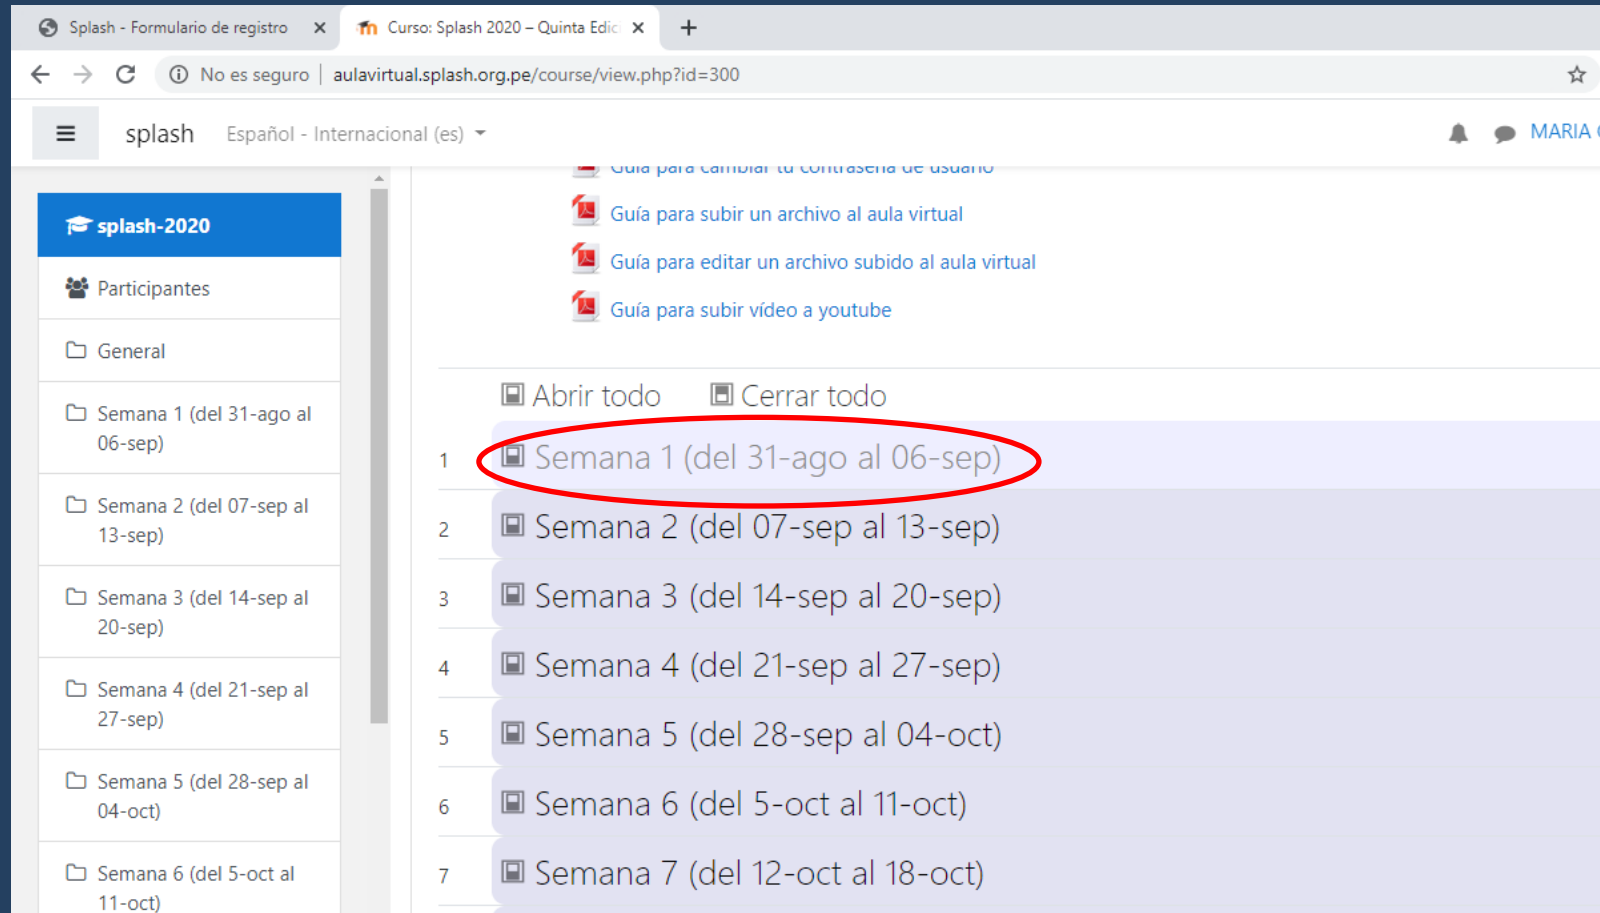 Splash - Formulario de registro
Curso: Splash 2020 – Quinta Edic
No es seguro | aulavirtual.splash.org.pe/course/view.php?id=300
splash Español - Internacional (es)
MARIA
splash-2020
Participantes
General
Semana 1 (del 31-ago al
06-sep)
Semana 2 (del 07-sep al
13-sep)
Semana 3 (del 14-sep al
20-sep)
Semana 4 (del 21-sep al
27-sep)
Semana 5 (del 28-sep al
04-oct)
Semana 6 (del 5-oct al
11-oct)
Guía para cambiar tu contraseña de usuario
Guía para subir un archivo al aula virtual
Guía para editar un archivo subido al aula virtual
Guía para subir vídeo a youtube
Abrir todo Cerrar todo
1 Semana 1 (del 31-ago al 06-sep)
2 Semana 2 (del 07-sep al 13-sep)
3 Semana 3 (del 14-sep al 20-sep)
4 Semana 4 (del 21-sep al 27-sep)
5 Semana 5 (del 28-sep al 04-oct)
6 Semana 6 (del 5-oct al 11-oct)
7 Semana 7 (del 12-oct al 18-oct)